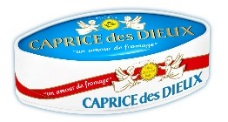 CAPRICE des DIEUX
"un amour de fromage"
"un amour de fromage"
CAPRICE des DIEUX